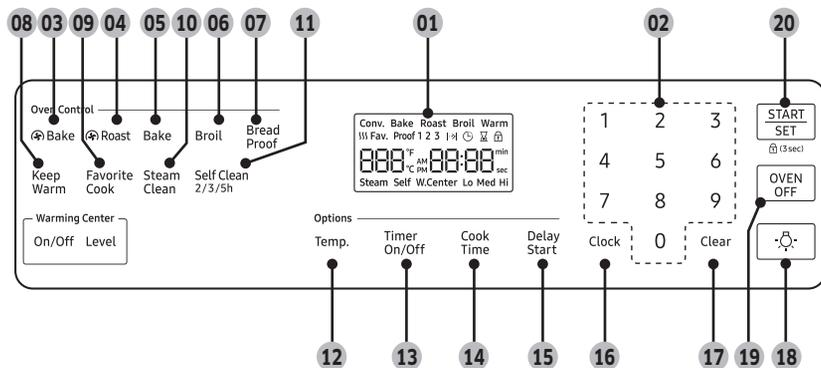 08 03 09 04 05 10 06 07 11 01 02 20
Oven Control
Bake Roast Bake Broil Bread Proof
Keep Warm Favorite Cook Steam Clean Self Clean 2/3/5h
Warming Center
On/Off Level
Conv. Bake Roast Broil Warm
Fav. Proof 1 2 3
888 °F °C AM PM 88:88 min sec
Steam Self W.Center Lo Med Hi
Options
Temp. Timer On/Off Cook Time Delay Start
1 2 3
4 5 6
7 8 9
Clock 0 Clear
START
SET
(3 sec)
OVEN
OFF
12 13 14 15 16 17 19 18